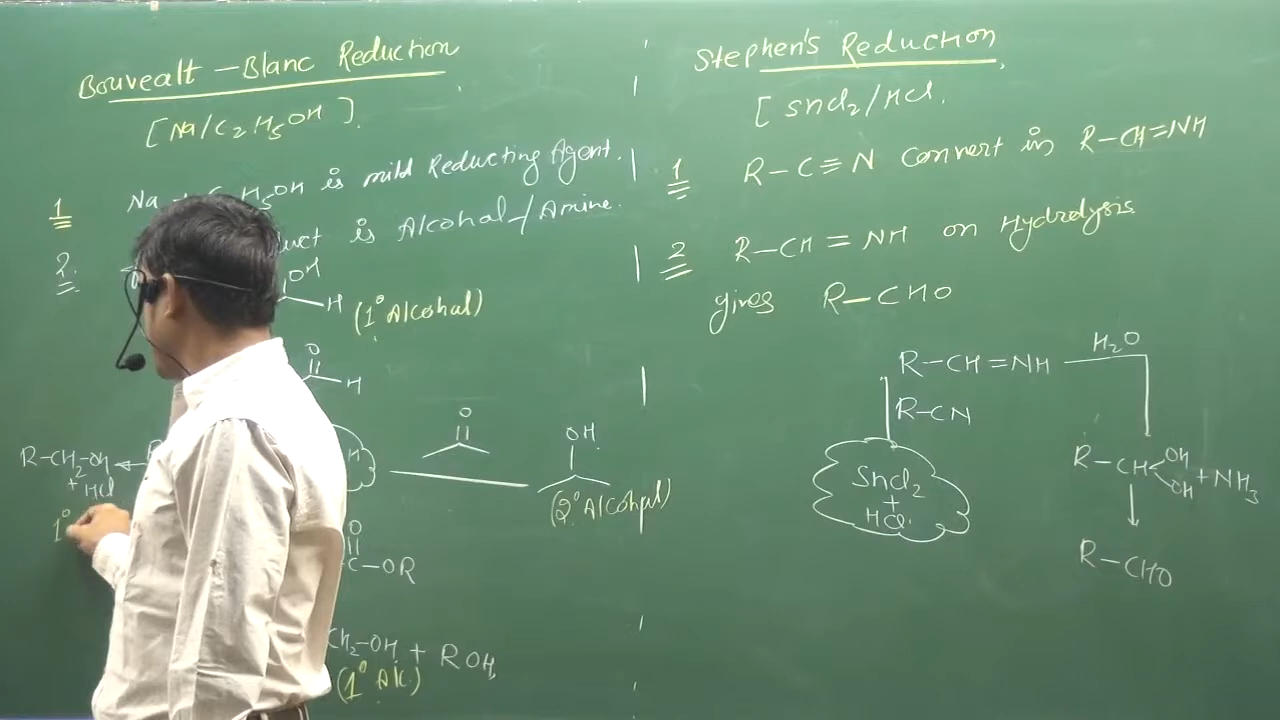 Bouvealt-Blanc Reduction
[Na/C2H5OH].
1 Na H5OH is mild Reducting Agent.
2. is Alcohal-/Amine.
OH
H (1° Alcohal)
O
H
R-CH2-OH
+ HCl
1°
O
OH
(2° Alcohal)
O
C-OR
CH2-OH + ROH
(1° Alc.)
Stephen's Reduction
[SnCl2/HCl.
1 R-C≡N Convert in R-CH=NH
2 R-CH=NH on Hydrolysis
gives R-CHO
R-CH=NH H2O
R-CN
SnCl2
+
HCl.
R-CH OH OH +NH3
R-CHO